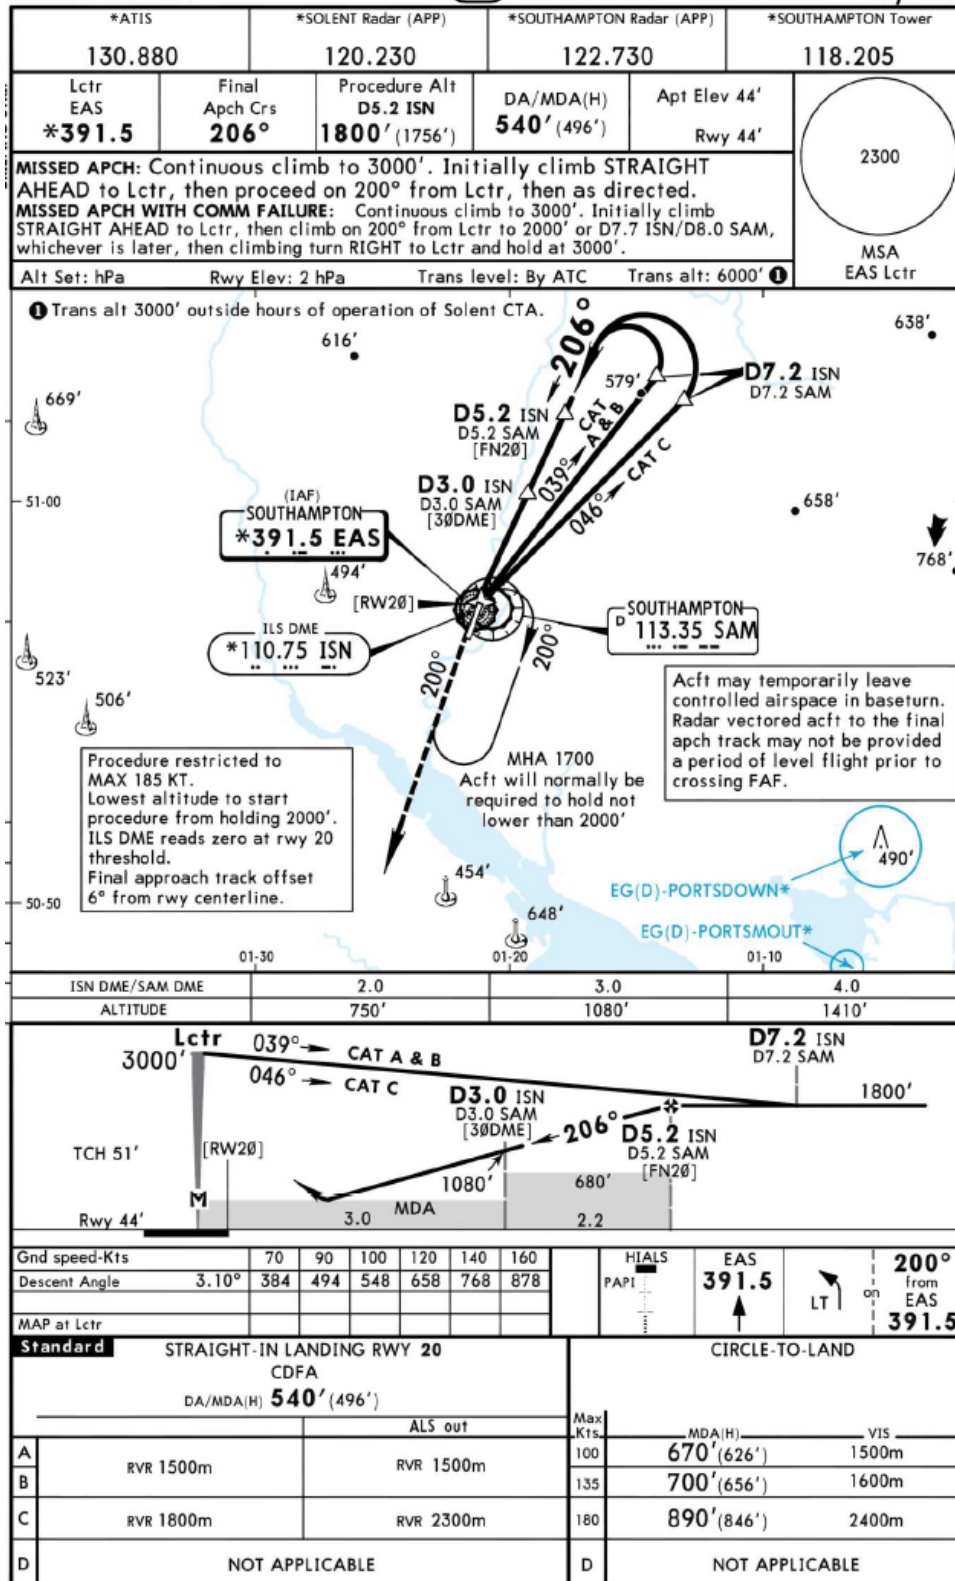 *ATIS
130.880
*SOLENT Radar (APP)
120.230
*SOUTHAMPTON Radar (APP)
122.730
*SOUTHAMPTON Tower
118.205
Lctr
EAS
*391.5
Final
Apch Crs
206°
Procedure Alt
D5.2 ISN
1800' (1756')
DA/MDA(H)
540' (496')
Apt Elev 44'
Rwy 44'
2300
MSA
EAS Lctr
MISSED APCH: Continuous climb to 3000'. Initially climb STRAIGHT
AHEAD to Lctr, then proceed on 200° from Lctr, then as directed.
MISSED APCH WITH COMM FAILURE: Continuous climb to 3000'. Initially climb
STRAIGHT AHEAD to Lctr, then climb on 200° from Lctr to 2000' or D7.7 ISN/D8.0 SAM,
whichever is later, then climbing turn RIGHT to Lctr and hold at 3000'.
Alt Set: hPa Rwy Elev: 2 hPa Trans level: By ATC Trans alt: 6000' 1
1 Trans alt 3000' outside hours of operation of Solent CTA.
616'
638'
206°
579'
D7.2 ISN
D7.2 SAM
669'
D5.2 ISN
D5.2 SAM
[FN20]
039°
CAT
A & B
046°
CAT C
D3.0 ISN
D3.0 SAM
[30DME]
51-00
658'
(IAF)
SOUTHAMPTON
*391.5 EAS
768'
494'
[RW20]
SOUTHAMPTON
D 113.35 SAM
ILS DME
*110.75 ISN
200°
200°
523'
506'
Acft may temporarily leave
controlled airspace in baseturn.
Radar vectored acft to the final
apch track may not be provided
a period of level flight prior to
crossing FAF.
Procedure restricted to
MAX 185 KT.
Lowest altitude to start
procedure from holding 2000'.
ILS DME reads zero at rwy 20
threshold.
Final approach track offset
6° from rwy centerline.
MHA 1700
Acft will normally be
required to hold not
lower than 2000'
490'
454'
EG(D)-PORTSDOWN*
50-50
648'
EG(D)-PORTSMOUT*
01-30
01-20
01-10
ISN DME/SAM DME 2.0 3.0 4.0
ALTITUDE 750' 1080' 1410'
Lctr
3000'
039° CAT A & B
046° CAT C
D7.2 ISN
D7.2 SAM
1800'
D3.0 ISN
D3.0 SAM
[30DME]
206°
D5.2 ISN
D5.2 SAM
[FN20]
TCH 51'
[RW20]
1080'
680'
M
MDA
Rwy 44'
3.0
2.2
Gnd speed-Kts 70 90 100 120 140 160
Descent Angle 3.10° 384 494 548 658 768 878
MAP at Lctr
HIALS
PAPI
EAS
391.5
LT
on
200°
from
EAS
391.5
Standard
STRAIGHT-IN LANDING RWY 20
CDFA
DA/MDA(H) 540' (496')
ALS out
A
B
RVR 1500m
RVR 1500m
C
RVR 1800m
RVR 2300m
D
NOT APPLICABLE
CIRCLE-TO-LAND
Max
Kts
MDA(H) VIS
100 670' (626') 1500m
135 700' (656') 1600m
180 890' (846') 2400m
D NOT APPLICABLE